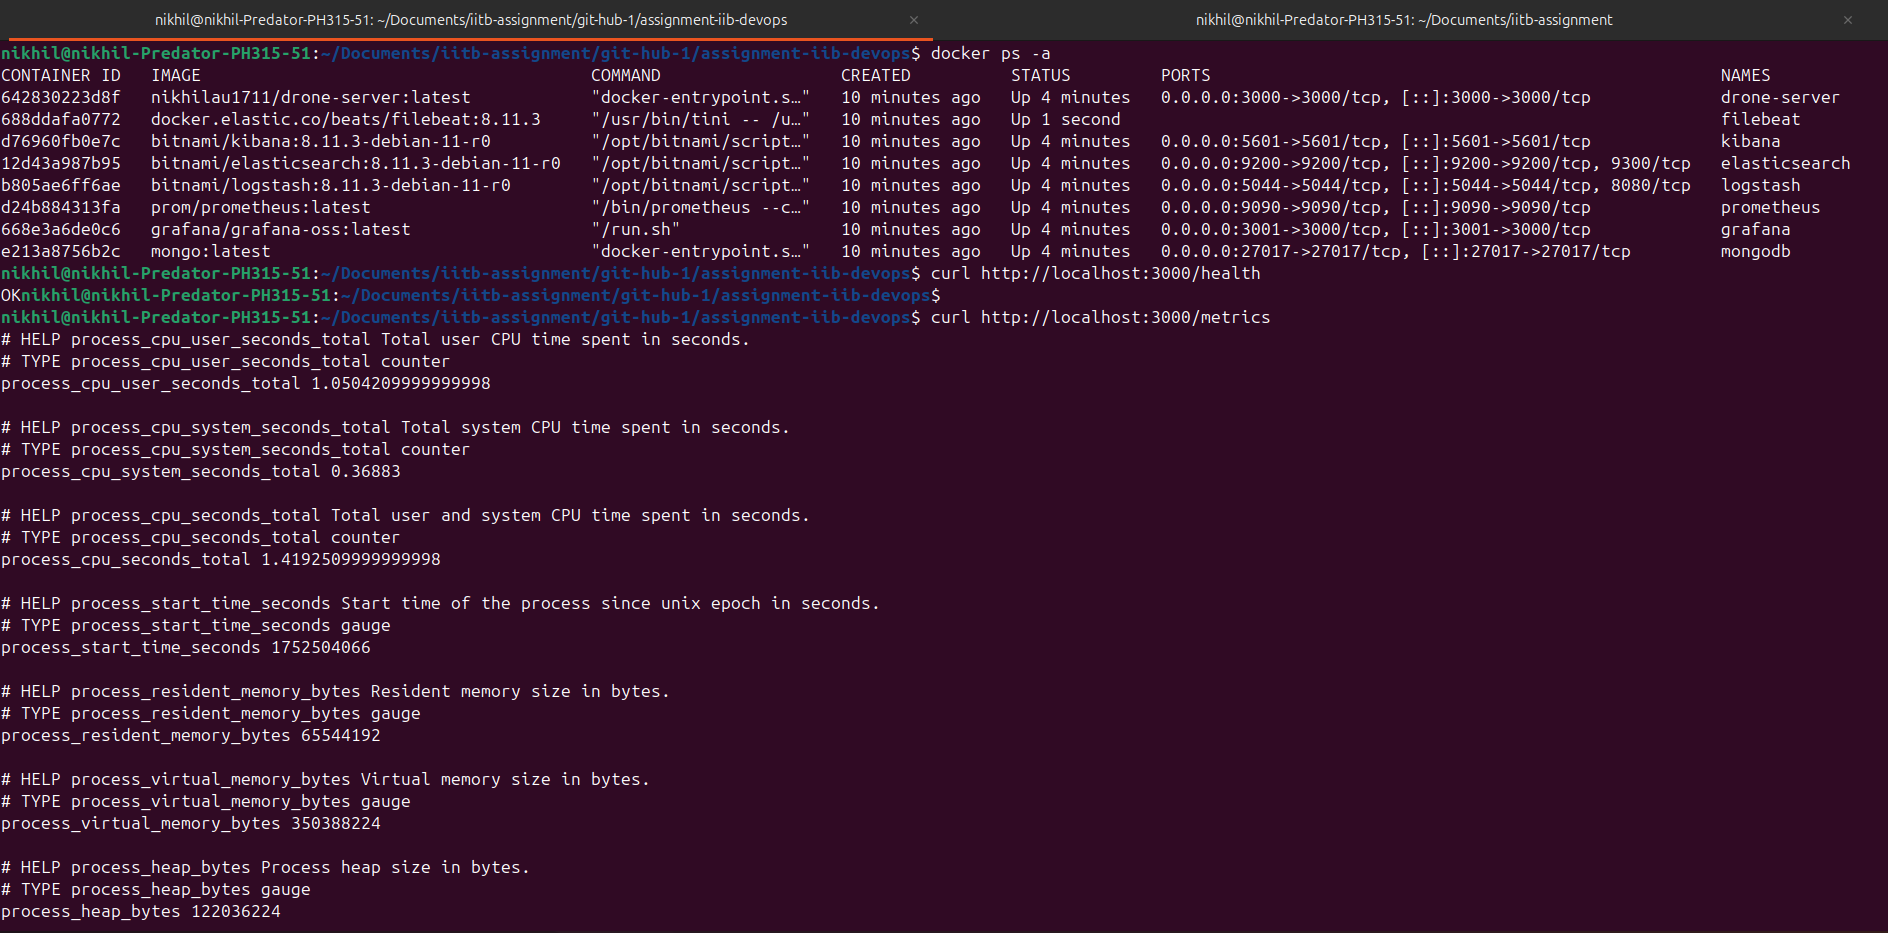 nikhil@nikhil-Predator-PH315-51: ~/Documents/iitb-assignment/git-hub-1/assignment-iib-devops × nikhil@nikhil-Predator-PH315-51: ~/Documents/iitb-assignment ×
nikhil@nikhil-Predator-PH315-51:~/Documents/iitb-assignment/git-hub-1/assignment-iib-devops$ docker ps -a
CONTAINER ID   IMAGE                                       COMMAND                  CREATED          STATUS         PORTS                                                   NAMES
642830223d8f   nikhilau1711/drone-server:latest            "docker-entrypoint.s…"   10 minutes ago   Up 4 minutes   0.0.0.0:3000->3000/tcp, [::]:3000->3000/tcp             drone-server
688ddafa0772   docker.elastic.co/beats/filebeat:8.11.3     "/usr/bin/tini -- /u…"   10 minutes ago   Up 1 second                                                            filebeat
d76960fb0e7c   bitnami/kibana:8.11.3-debian-11-r0          "/opt/bitnami/script…"   10 minutes ago   Up 4 minutes   0.0.0.0:5601->5601/tcp, [::]:5601->5601/tcp             kibana
12d43a987b95   bitnami/elasticsearch:8.11.3-debian-11-r0   "/opt/bitnami/script…"   10 minutes ago   Up 4 minutes   0.0.0.0:9200->9200/tcp, [::]:9200->9200/tcp, 9300/tcp   elasticsearch
b805ae6ff6ae   bitnami/logstash:8.11.3-debian-11-r0        "/opt/bitnami/script…"   10 minutes ago   Up 4 minutes   0.0.0.0:5044->5044/tcp, [::]:5044->5044/tcp, 8080/tcp   logstash
d24b884313fa   prom/prometheus:latest                      "/bin/prometheus --c…"   10 minutes ago   Up 4 minutes   0.0.0.0:9090->9090/tcp, [::]:9090->9090/tcp             prometheus
668e3a6de0c6   grafana/grafana-oss:latest                  "/run.sh"                10 minutes ago   Up 4 minutes   0.0.0.0:3001->3000/tcp, [::]:3001->3000/tcp             grafana
e213a8756b2c   mongo:latest                                "docker-entrypoint.s…"   10 minutes ago   Up 4 minutes   0.0.0.0:27017->27017/tcp, [::]:27017->27017/tcp         mongodb
nikhil@nikhil-Predator-PH315-51:~/Documents/iitb-assignment/git-hub-1/assignment-iib-devops$ curl http://localhost:3000/health
OKnikhil@nikhil-Predator-PH315-51:~/Documents/iitb-assignment/git-hub-1/assignment-iib-devops$
nikhil@nikhil-Predator-PH315-51:~/Documents/iitb-assignment/git-hub-1/assignment-iib-devops$ curl http://localhost:3000/metrics
# HELP process_cpu_user_seconds_total Total user CPU time spent in seconds.
# TYPE process_cpu_user_seconds_total counter
process_cpu_user_seconds_total 1.0504209999999998
# HELP process_cpu_system_seconds_total Total system CPU time spent in seconds.
# TYPE process_cpu_system_seconds_total counter
process_cpu_system_seconds_total 0.36883
# HELP process_cpu_seconds_total Total user and system CPU time spent in seconds.
# TYPE process_cpu_seconds_total counter
process_cpu_seconds_total 1.4192509999999998
# HELP process_start_time_seconds Start time of the process since unix epoch in seconds.
# TYPE process_start_time_seconds gauge
process_start_time_seconds 1752504066
# HELP process_resident_memory_bytes Resident memory size in bytes.
# TYPE process_resident_memory_bytes gauge
process_resident_memory_bytes 65544192
# HELP process_virtual_memory_bytes Virtual memory size in bytes.
# TYPE process_virtual_memory_bytes gauge
process_virtual_memory_bytes 350388224
# HELP process_heap_bytes Process heap size in bytes.
# TYPE process_heap_bytes gauge
process_heap_bytes 122036224